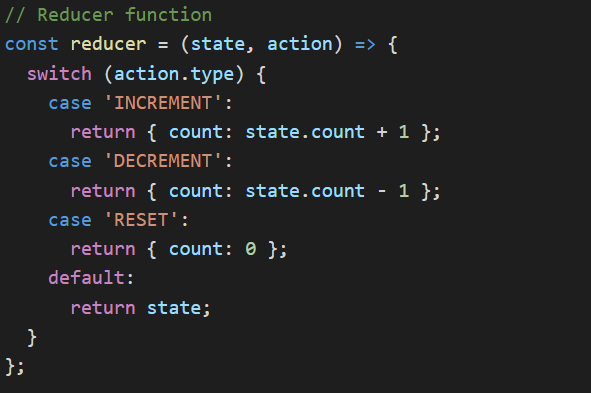 // Reducer function
const reducer = (state, action) => {
  switch (action.type) {
    case 'INCREMENT':
      return { count: state.count + 1 };
    case 'DECREMENT':
      return { count: state.count - 1 };
    case 'RESET':
      return { count: 0 };
    default:
      return state;
  }
};